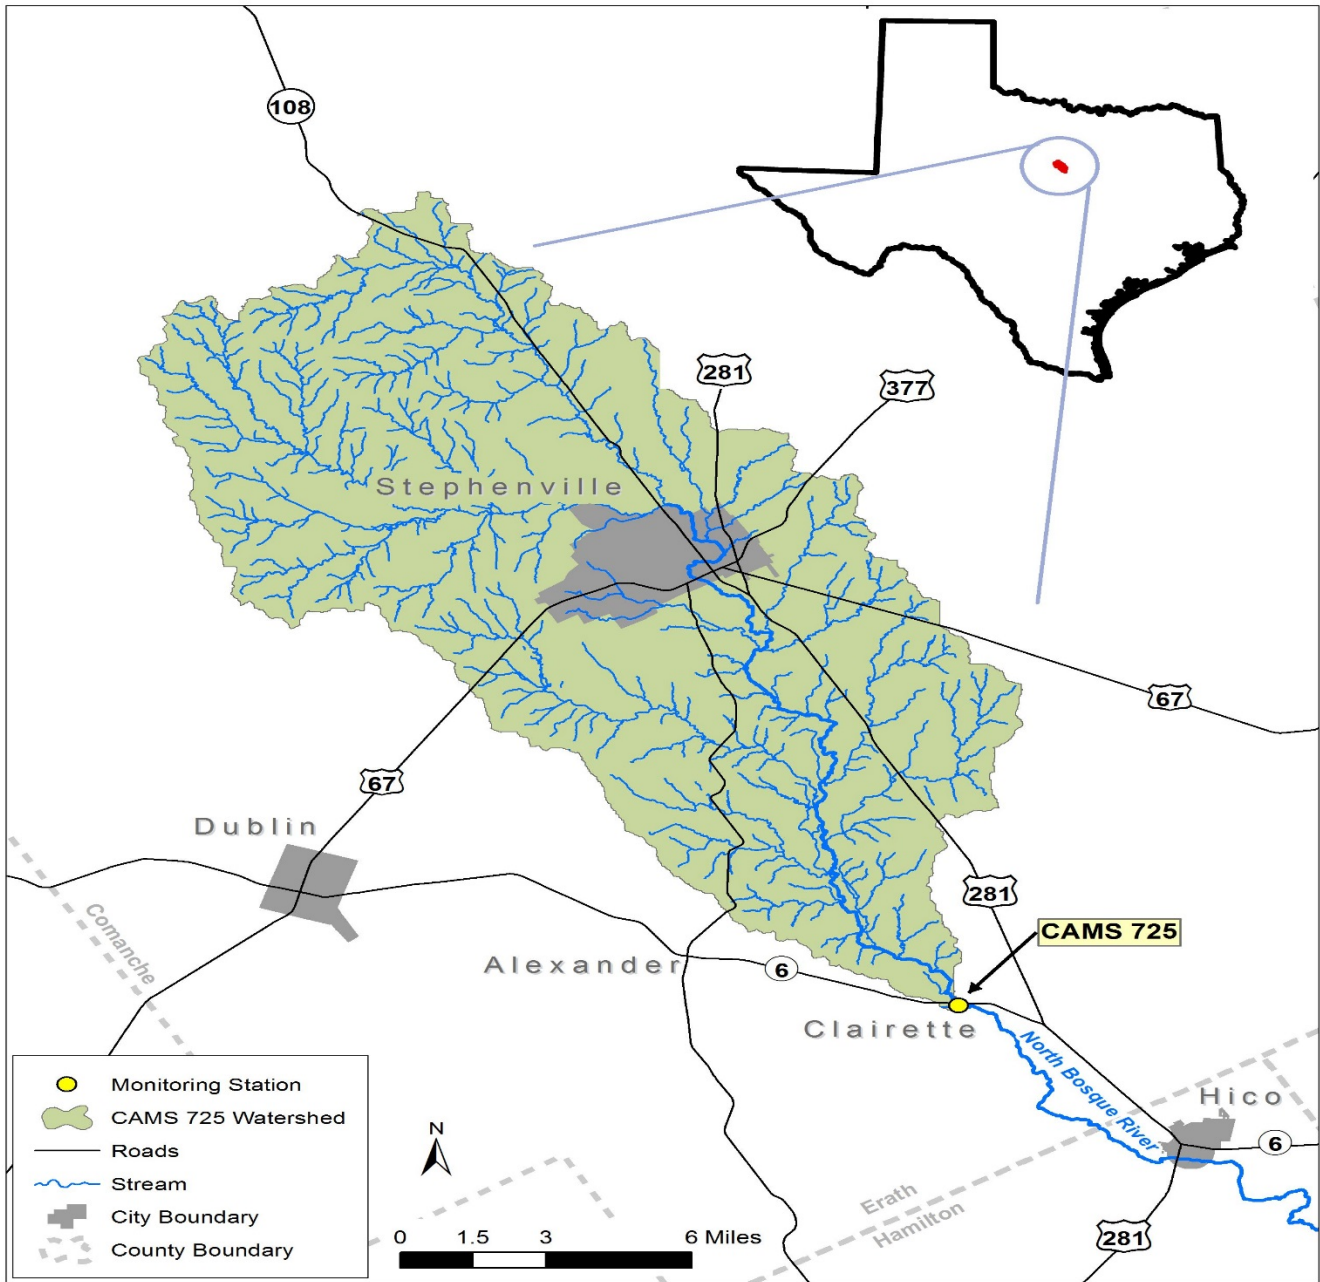 108
281
377
Stephenville
67
67
Dublin
281
CAMS 725
Comanche
Alexander
6
Clairette
North Bosque River
Hico
6
Erath
Hamilton
281
Monitoring Station
CAMS 725 Watershed
Roads
Stream
City Boundary
County Boundary
N
0 1.5 3 6 Miles